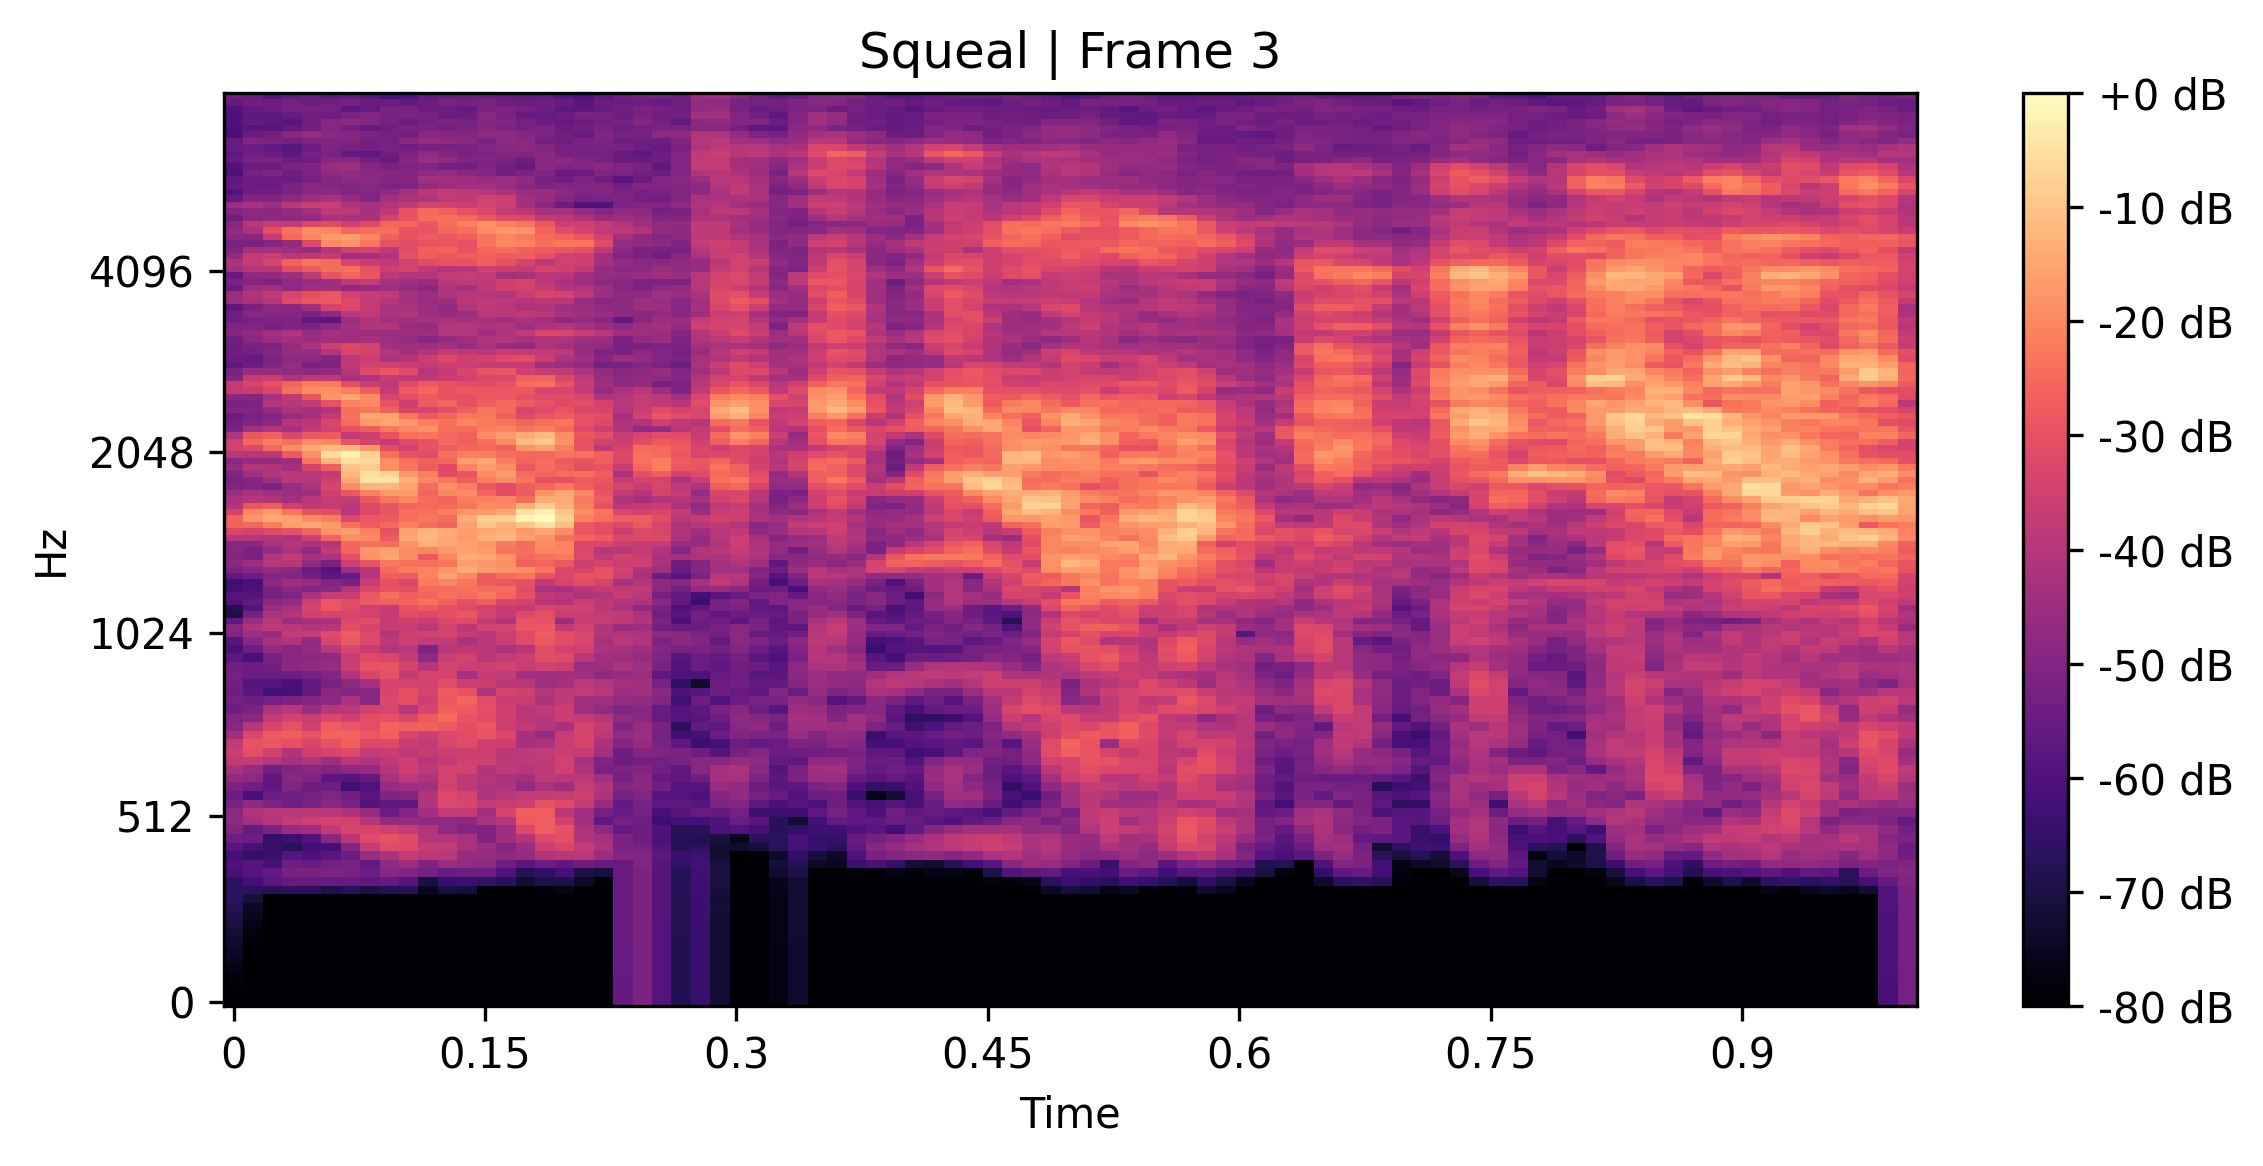 Squeal | Frame 3
+0 dB
-10 dB
-20 dB
-30 dB
-40 dB
-50 dB
-60 dB
-70 dB
-80 dB
Hz
4096
2048
1024
512
0
0
0.15
0.3
0.45
0.6
0.75
0.9
Time